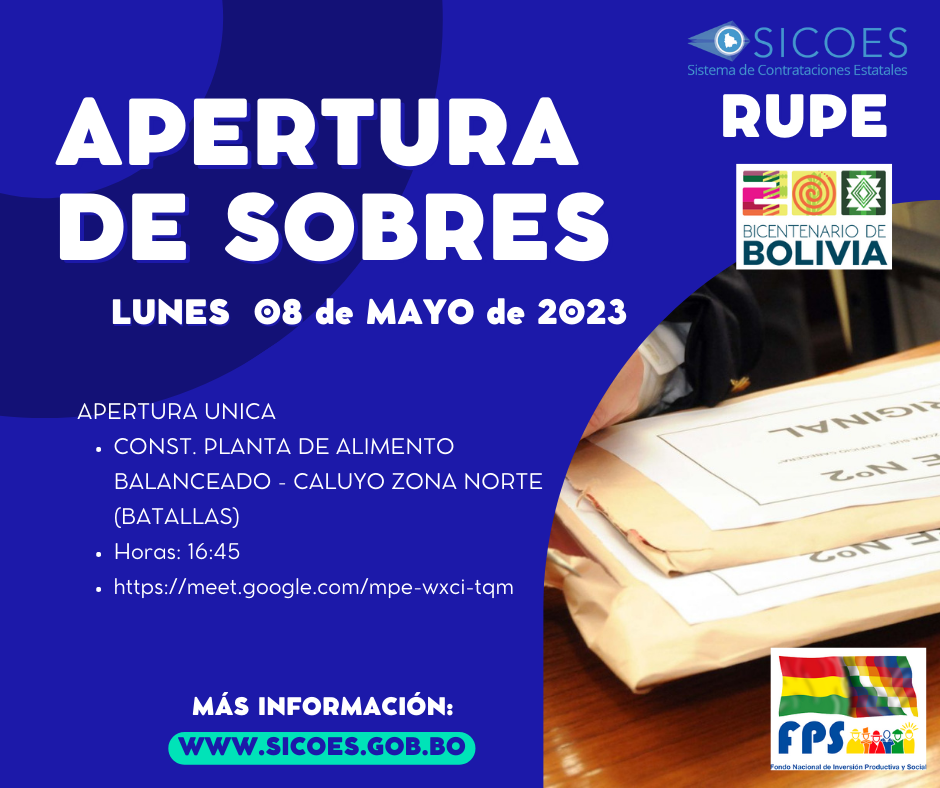 SICOES
Sistema de Contrataciones Estatales
RUPE
BICENTENARIO DE
BOLIVIA
APERTURA
DE SOBRES
LUNES 08 de MAYO de 2023
APERTURA UNICA
• CONST. PLANTA DE ALIMENTO
BALANCEADO - CALUYO ZONA NORTE
(BATALLAS)
• Horas: 16:45
• https://meet.google.com/mpe-wxci-tqm
MÁS INFORMACIÓN:
WWW.SICOES.GOB.BO
RIGINAL
E Nº2
E Nº2
FPS
Fondo Nacional de Inversión Productiva y Social